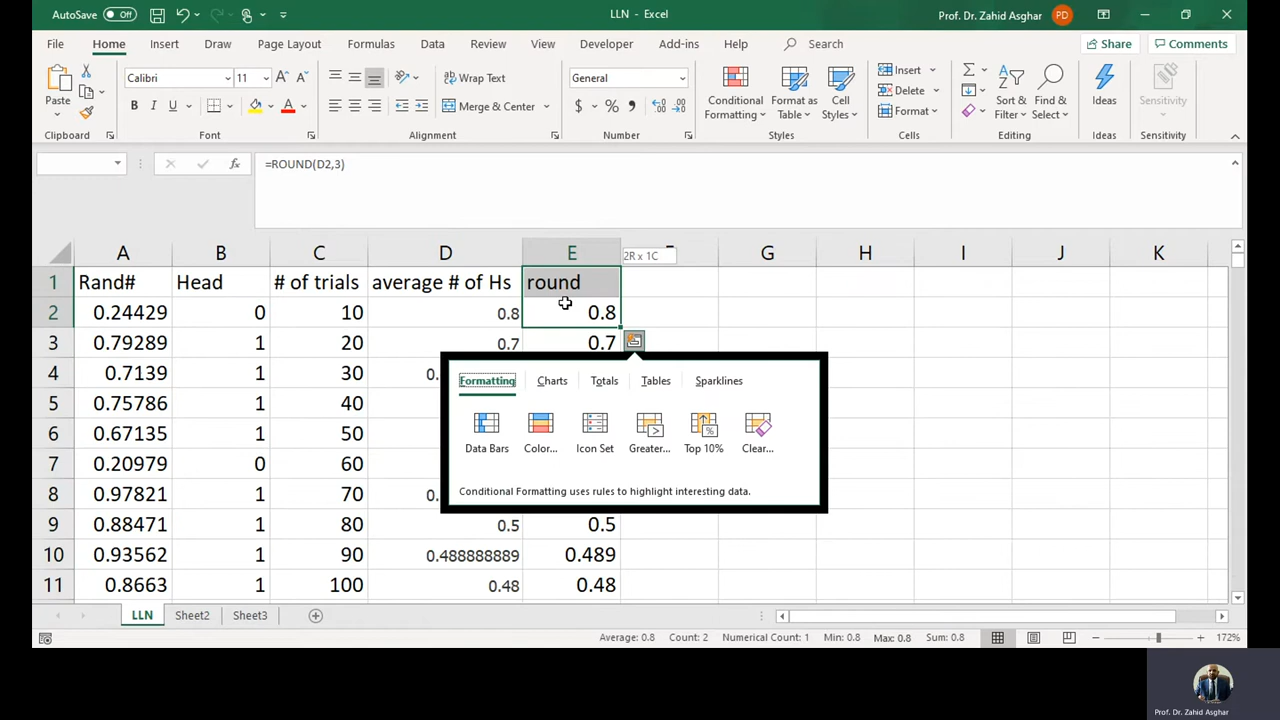 AutoSave Off LLN - Excel Prof. Dr. Zahid Asghar PD
File Home Insert Draw Page Layout Formulas Data Review View Developer Add-ins Help Search Share Comments
Calibri 11 Wrap Text General Insert
Paste B I U Merge & Center $ % Conditional Formatting Format as Table Cell Styles Delete Sort & Filter Find & Select Ideas Sensitivity
Format
Clipboard Font Alignment Number Styles Cells Editing Ideas Sensitivity
fx =ROUND(D2,3)
A B C D E 2R x 1C G H I J K
1 Rand# Head # of trials average # of Hs round
2 0.24429 0 10 0.8 0.8
3 0.79289 1 20 0.7 0.7
4 0.7139 1 30 0.
5 0.75786 1 40
6 0.67135 1 50
7 0.20979 0 60
8 0.97821 1 70 0.
9 0.88471 1 80 0.5 0.5
10 0.93562 1 90 0.488888889 0.489
11 0.8663 1 100 0.48 0.48
Formatting Charts Totals Tables Sparklines
Data Bars Color... Icon Set Greater... Top 10% Clear...
Conditional Formatting uses rules to highlight interesting data.
LLN Sheet2 Sheet3
Average: 0.8 Count: 2 Numerical Count: 1 Min: 0.8 Max: 0.8 Sum: 0.8 172%
Prof. Dr. Zahid Asghar